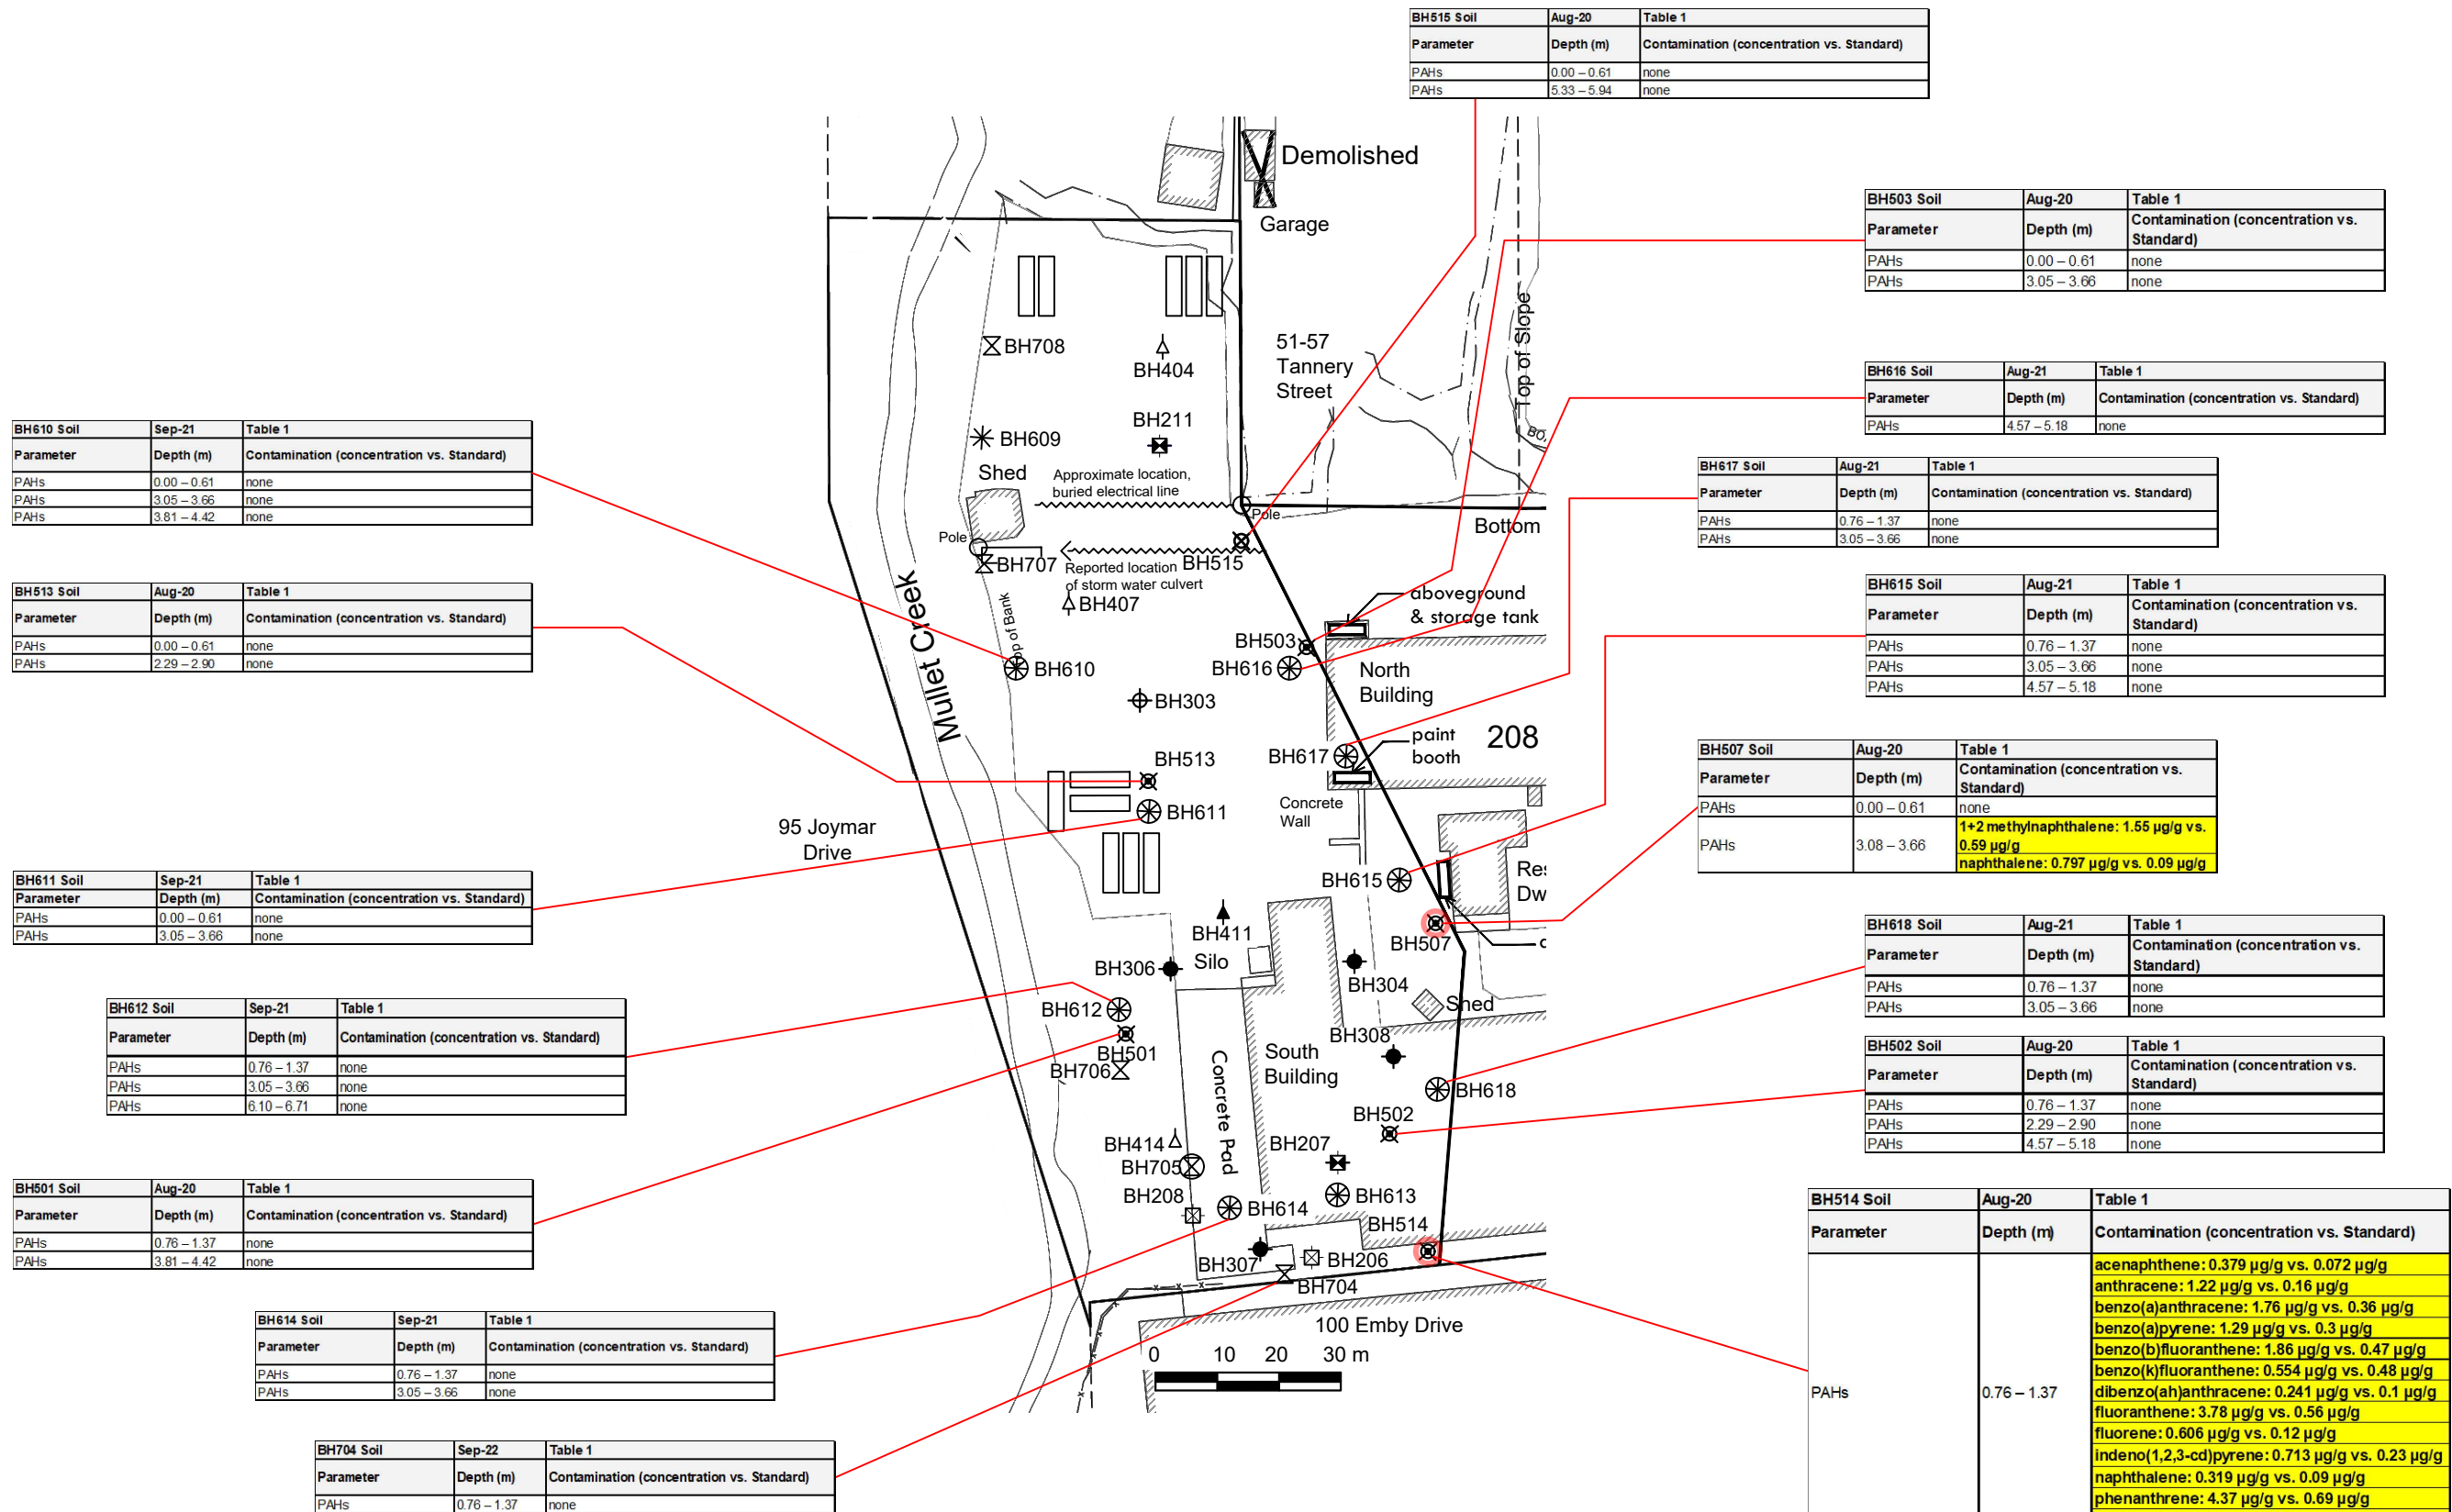 BH515 Soil Aug-20 Table 1
Parameter Depth (m) Contamination (concentration vs. Standard)
PAHs 0.00 – 0.61 none
PAHs 5.33 – 5.94 none
Demolished
Garage
BH503 Soil Aug-20 Table 1
Parameter Depth (m) Contamination (concentration vs.
Standard)
PAHs 0.00 – 0.61 none
PAHs 3.05 – 3.66 none
Top of Slope
51-57
Tannery
Street
BH708
BH404
BH616 Soil Aug-21 Table 1
Parameter Depth (m) Contamination (concentration vs. Standard)
PAHs 4.57 – 5.18 none
BH211
BH609
BO.
Shed
Approximate location,
buried electrical line
Pole
Bottom
BH610 Soil Sep-21 Table 1
Parameter Depth (m) Contamination (concentration vs. Standard)
PAHs 0.00 – 0.61 none
PAHs 3.05 – 3.66 none
PAHs 3.81 – 4.42 none
BH617 Soil Aug-21 Table 1
Parameter Depth (m) Contamination (concentration vs. Standard)
PAHs 0.76 – 1.37 none
PAHs 3.05 – 3.66 none
Pole
BH707
Reported location
of storm water culvert
BH515
BH407
aboveground
& storage tank
BH513 Soil Aug-20 Table 1
Parameter Depth (m) Contamination (concentration vs. Standard)
PAHs 0.00 – 0.61 none
PAHs 2.29 – 2.90 none
BH615 Soil Aug-21 Table 1
Parameter Depth (m) Contamination (concentration vs.
Standard)
PAHs 0.76 – 1.37 none
PAHs 3.05 – 3.66 none
PAHs 4.57 – 5.18 none
Mullet Creek
of Bank
BH503
BH616
BH610
North
Building
BH303
208
BH617
paint
booth
BH513
BH611
Concrete
Wall
95 Joymar
Drive
BH507 Soil Aug-20 Table 1
Parameter Depth (m) Contamination (concentration vs.
Standard)
PAHs 0.00 – 0.61 none
PAHs 3.08 – 3.66 1+2 methylnaphthalene: 1.55 µg/g vs.
0.59 µg/g
naphthalene: 0.797 µg/g vs. 0.09 µg/g
BH615
Res
Dw
BH611 Soil Sep-21 Table 1
Parameter Depth (m) Contamination (concentration vs. Standard)
PAHs 0.00 – 0.61 none
PAHs 3.05 – 3.66 none
BH411
Silo
BH507
BH306
BH304
Shed
BH618 Soil Aug-21 Table 1
Parameter Depth (m) Contamination (concentration vs.
Standard)
PAHs 0.76 – 1.37 none
PAHs 3.05 – 3.66 none
BH612 Soil Sep-21 Table 1
Parameter Depth (m) Contamination (concentration vs. Standard)
PAHs 0.76 – 1.37 none
PAHs 3.05 – 3.66 none
PAHs 6.10 – 6.71 none
BH612
BH501
BH706
BH308
South
Building
Concrete Pad
BH618
BH502
BH502 Soil Aug-20 Table 1
Parameter Depth (m) Contamination (concentration vs.
Standard)
PAHs 0.76 – 1.37 none
PAHs 2.29 – 2.90 none
PAHs 4.57 – 5.18 none
BH414
BH207
BH705
BH208
BH613
BH614
BH514
BH307
BH206
BH704
BH501 Soil Aug-20 Table 1
Parameter Depth (m) Contamination (concentration vs. Standard)
PAHs 0.76 – 1.37 none
PAHs 3.81 – 4.42 none
100 Emby Drive
0 10 20 30 m
BH614 Soil Sep-21 Table 1
Parameter Depth (m) Contamination (concentration vs. Standard)
PAHs 0.76 – 1.37 none
PAHs 3.05 – 3.66 none
BH704 Soil Sep-22 Table 1
Parameter Depth (m) Contamination (concentration vs. Standard)
PAHs 0.76 – 1.37 none
BH514 Soil Aug-20 Table 1
Parameter Depth (m) Contamination (concentration vs. Standard)
PAHs 0.76 – 1.37 acenaphthene: 0.379 µg/g vs. 0.072 µg/g
anthracene: 1.22 µg/g vs. 0.16 µg/g
benzo(a)anthracene: 1.76 µg/g vs. 0.36 µg/g
benzo(a)pyrene: 1.29 µg/g vs. 0.3 µg/g
benzo(b)fluoranthene: 1.86 µg/g vs. 0.47 µg/g
benzo(k)fluoranthene: 0.554 µg/g vs. 0.48 µg/g
dibenzo(ah)anthracene: 0.241 µg/g vs. 0.1 µg/g
fluoranthene: 3.78 µg/g vs. 0.56 µg/g
fluorene: 0.606 µg/g vs. 0.12 µg/g
indeno(1,2,3-cd)pyrene: 0.713 µg/g vs. 0.23 µg/g
naphthalene: 0.319 µg/g vs. 0.09 µg/g
phenanthrene: 4.37 µg/g vs. 0.69 µg/g